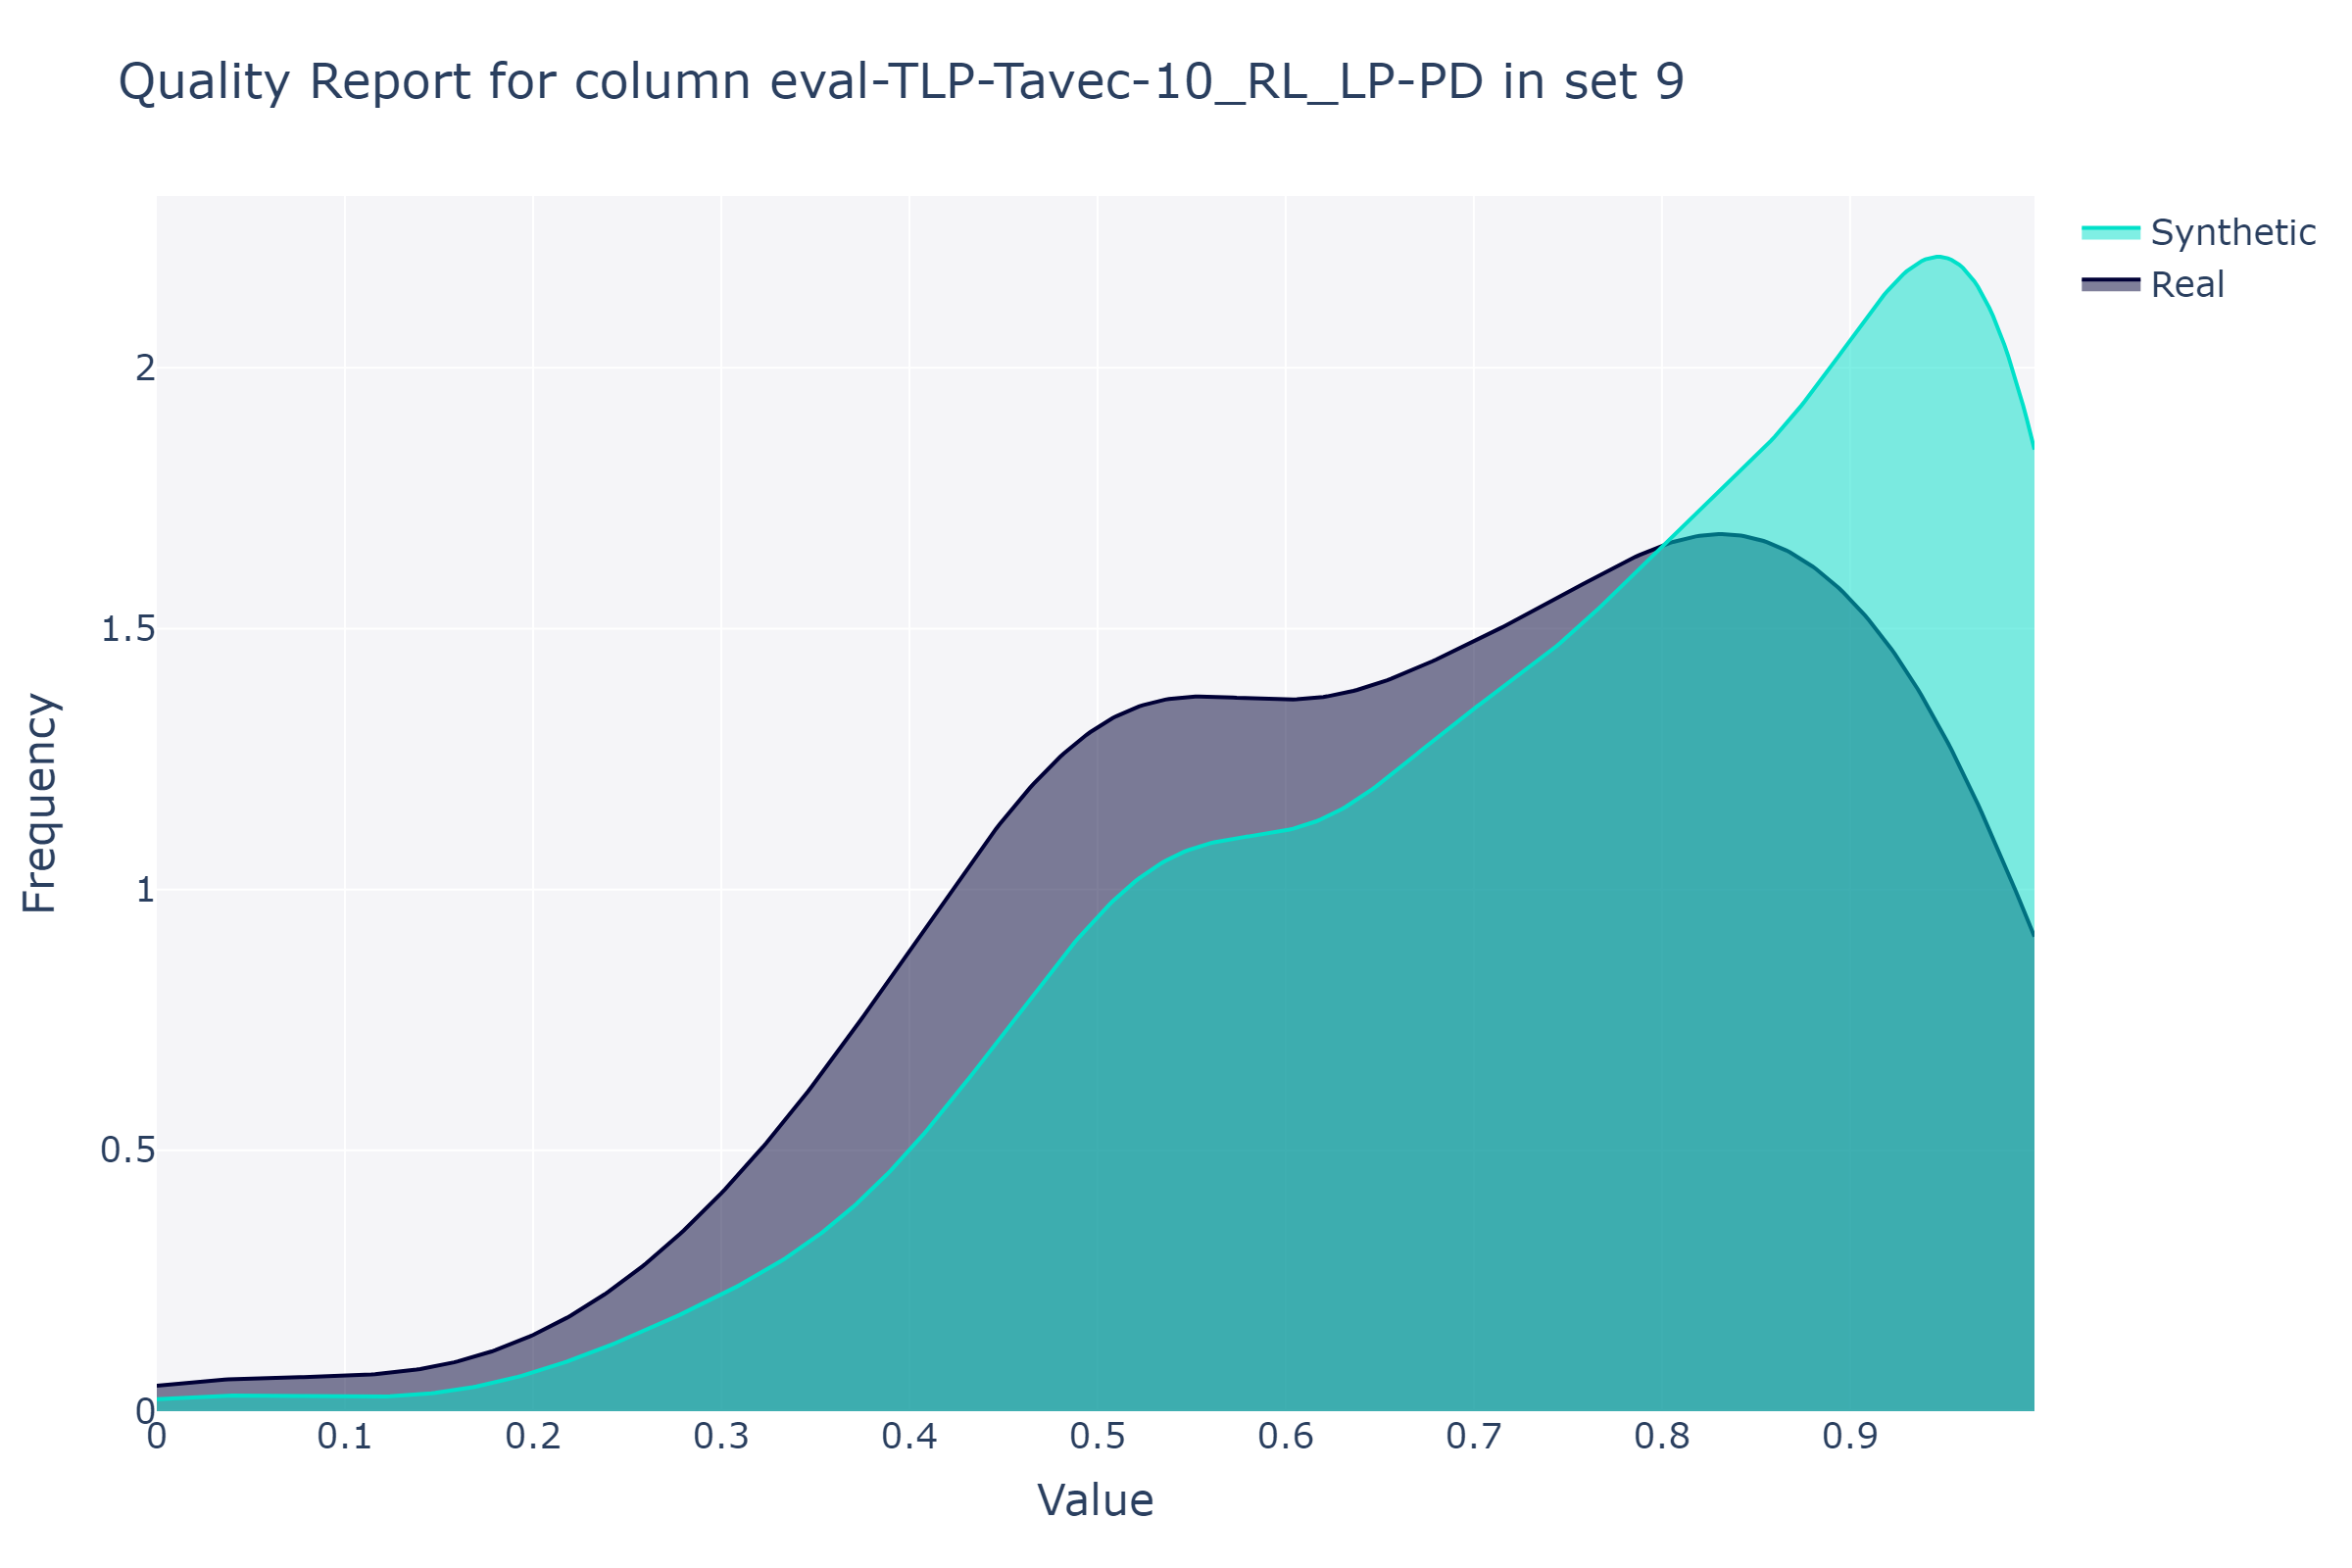 Quality Report for column eval-TLP-Tavec-10_RL_LP-PD in set 9
Synthetic
Real
Frequency
2
1.5
1
0.5
0
0 0.1 0.2 0.3 0.4 0.5 0.6 0.7 0.8 0.9
Value